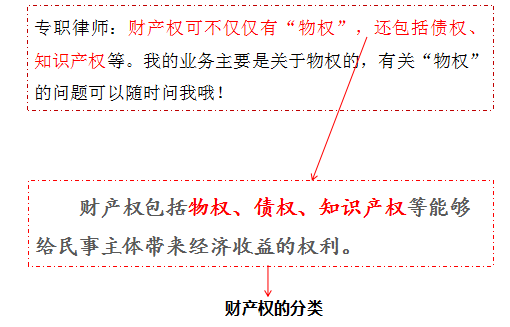 专职律师：财产权可不仅仅有“物权”，还包括债权、
知识产权等。我的业务主要是关于物权的，有关“物权”
的问题可以随时问我哦！
财产权包括物权、债权、知识产权等能够
给民事主体带来经济收益的权利。
财产权的分类